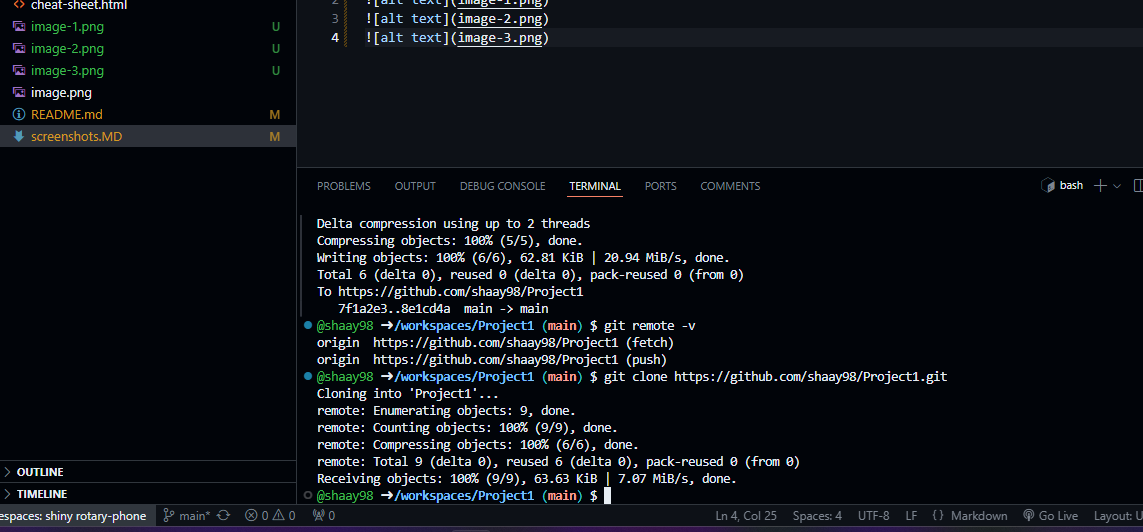 cheat-sheet.html
image-1.png U
image-2.png U
image-3.png U
image.png
README.md M
screenshots.MD M
OUTLINE
TIMELINE
2 ![alt text](image-1.png)
3 ![alt text](image-2.png)
4 ![alt text](image-3.png)
PROBLEMS OUTPUT DEBUG CONSOLE TERMINAL PORTS COMMENTS bash
Delta compression using up to 2 threads
Compressing objects: 100% (5/5), done.
Writing objects: 100% (6/6), 62.81 KiB | 20.94 MiB/s, done.
Total 6 (delta 0), reused 0 (delta 0), pack-reused 0 (from 0)
To https://github.com/shaay98/Project1
7f1a2e3..8e1cd4a main -> main
@shaay98 ➜/workspaces/Project1 (main) $ git remote -v
origin https://github.com/shaay98/Project1 (fetch)
origin https://github.com/shaay98/Project1 (push)
@shaay98 ➜/workspaces/Project1 (main) $ git clone https://github.com/shaay98/Project1.git
Cloning into 'Project1'...
remote: Enumerating objects: 9, done.
remote: Counting objects: 100% (9/9), done.
remote: Compressing objects: 100% (6/6), done.
remote: Total 9 (delta 0), reused 6 (delta 0), pack-reused 0 (from 0)
Receiving objects: 100% (9/9), 63.63 KiB | 7.07 MiB/s, done.
@shaay98 ➜/workspaces/Project1 (main) $
espaces: shiny rotary-phone main* 0 0 0 Ln 4, Col 25 Spaces: 4 UTF-8 LF {} Markdown Go Live Layout: U